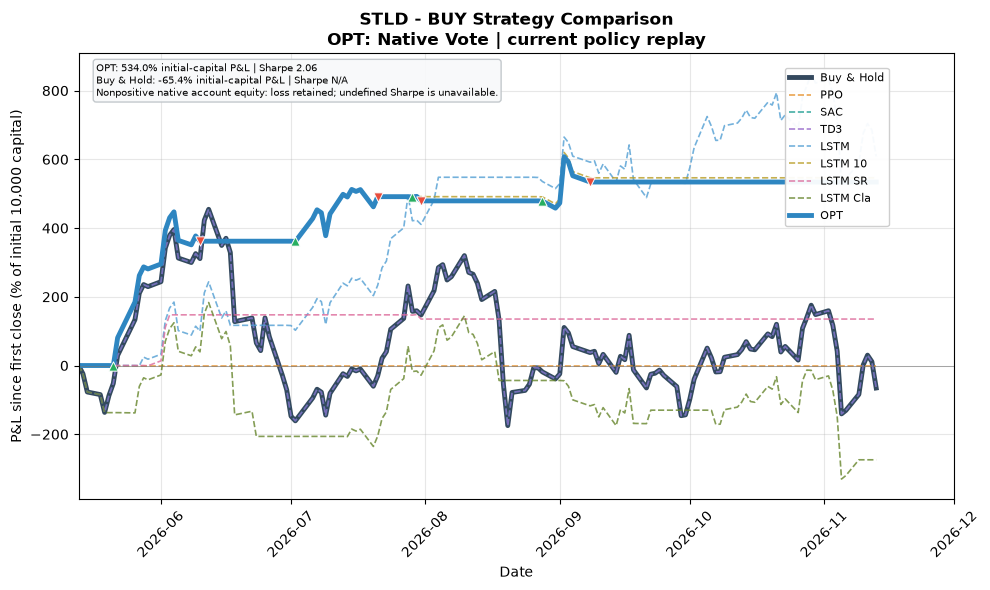 STLD - BUY Strategy Comparison
OPT: Native Vote | current policy replay
OPT: 534.0% initial-capital P&L | Sharpe 2.06
Buy & Hold: -65.4% initial-capital P&L | Sharpe N/A
Nonpositive native account equity: loss retained; undefined Sharpe is unavailable.
Buy & Hold
PPO
SAC
TD3
LSTM
LSTM 10
LSTM SR
LSTM Cla
OPT
P&L since first close (% of initial 10,000 capital)
800
600
400
200
0
−200
2026-06
2026-07
2026-08
2026-09
2026-10
2026-11
2026-12
Date